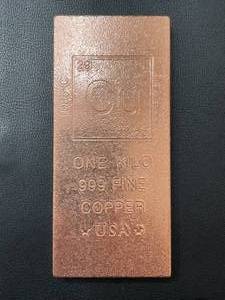 29
Cu
ONE KILO
999 FINE
COPPER
★ USA ★